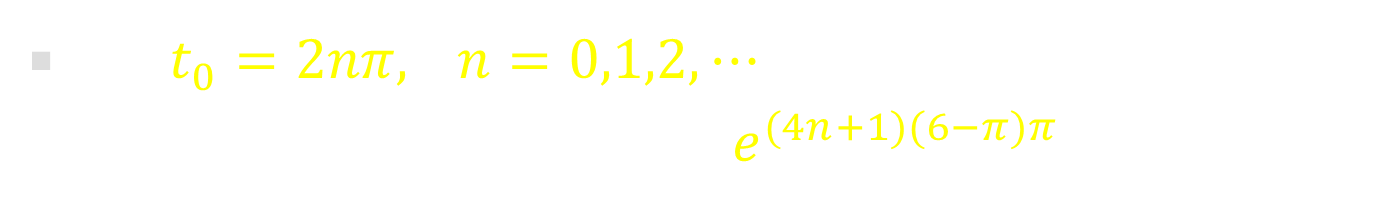 ▪ t₀ = 2nπ, n = 0,1,2, ⋯
e^{(4n+1)(6−π)π}